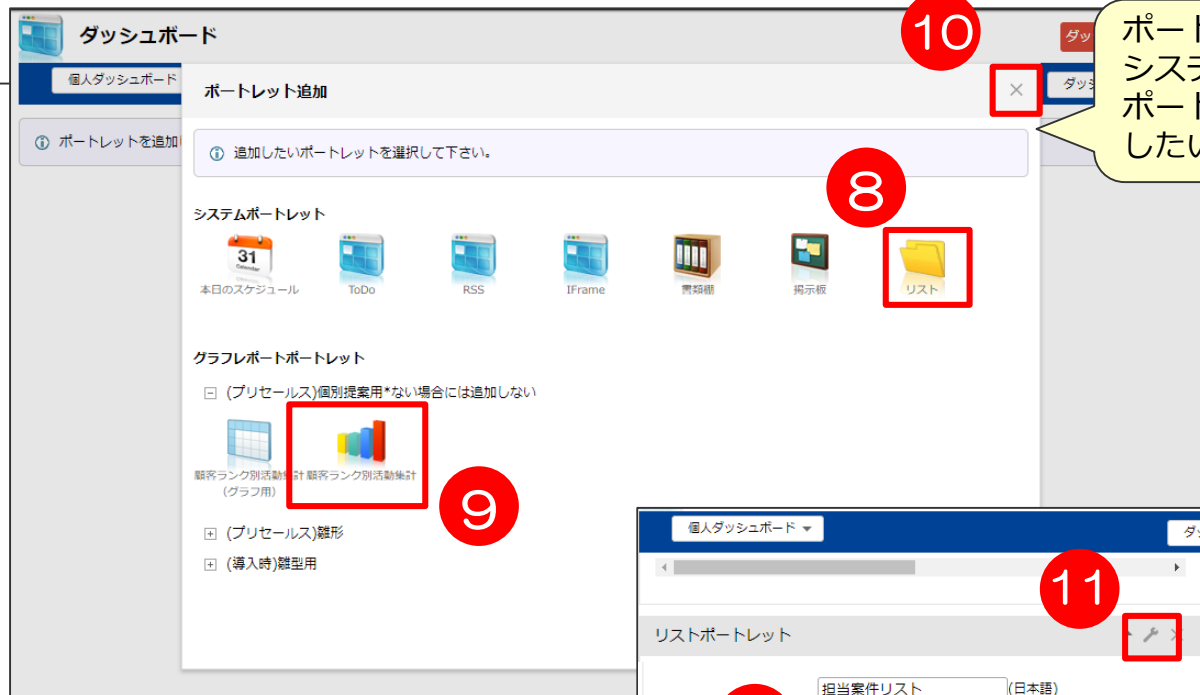 ダッシュボード
⑩
ダッ
ポート
システ
ポート
したい
個人ダッシュボード
ポートレット追加
×
ダッシ
ポートレットを追加
追加したいポートレットを選択して下さい。
⑧
システムポートレット
31
Calendar
本日のスケジュール
ToDo
RSS
IFrame
書類棚
掲示板
リスト
グラフレポートポートレット
(プリセールス)個別提案用*ない場合には追加しない
顧客ランク別活動集計
(グラフ用)
顧客ランク別活動集計
⑨
(プリセールス)雛形
(導入時)雛型用
個人ダッシュボード
ダッ
⑪
リストポートレット
担当案件リスト
(日本語)